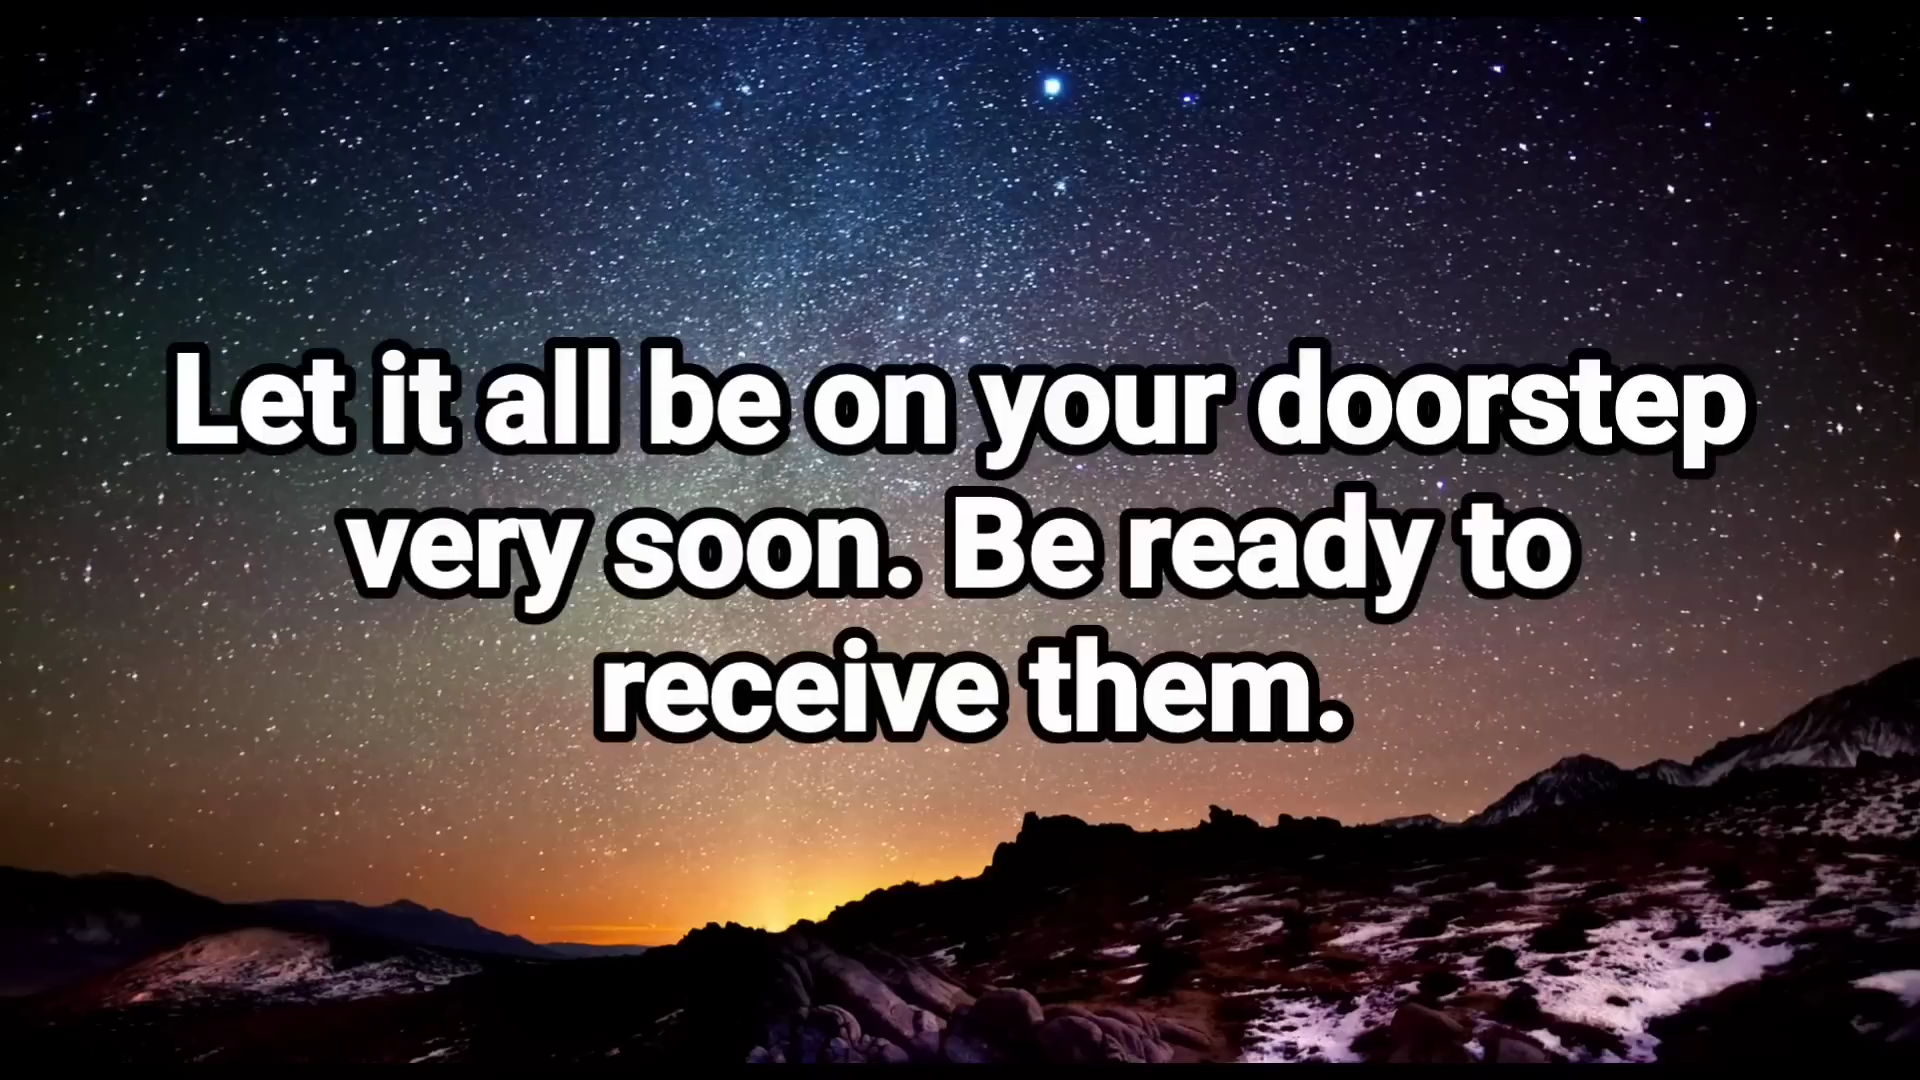 Let it all be on your doorstep
very soon. Be ready to
receive them.